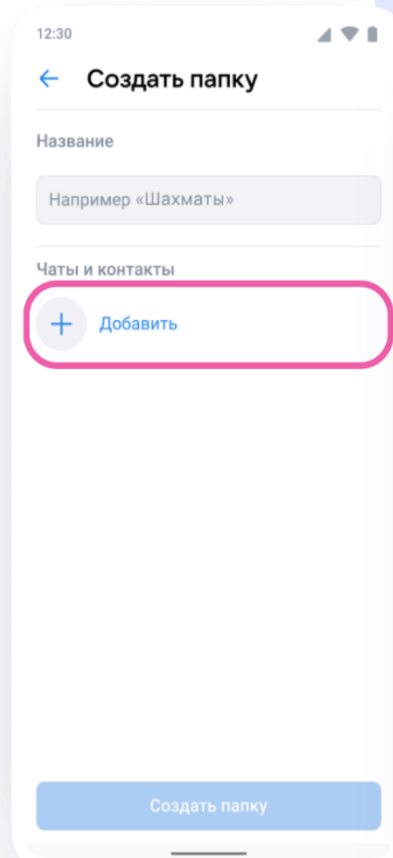 12:30
Создать папку
Название
Например «Шахматы»
Чаты и контакты
Добавить
Создать папку